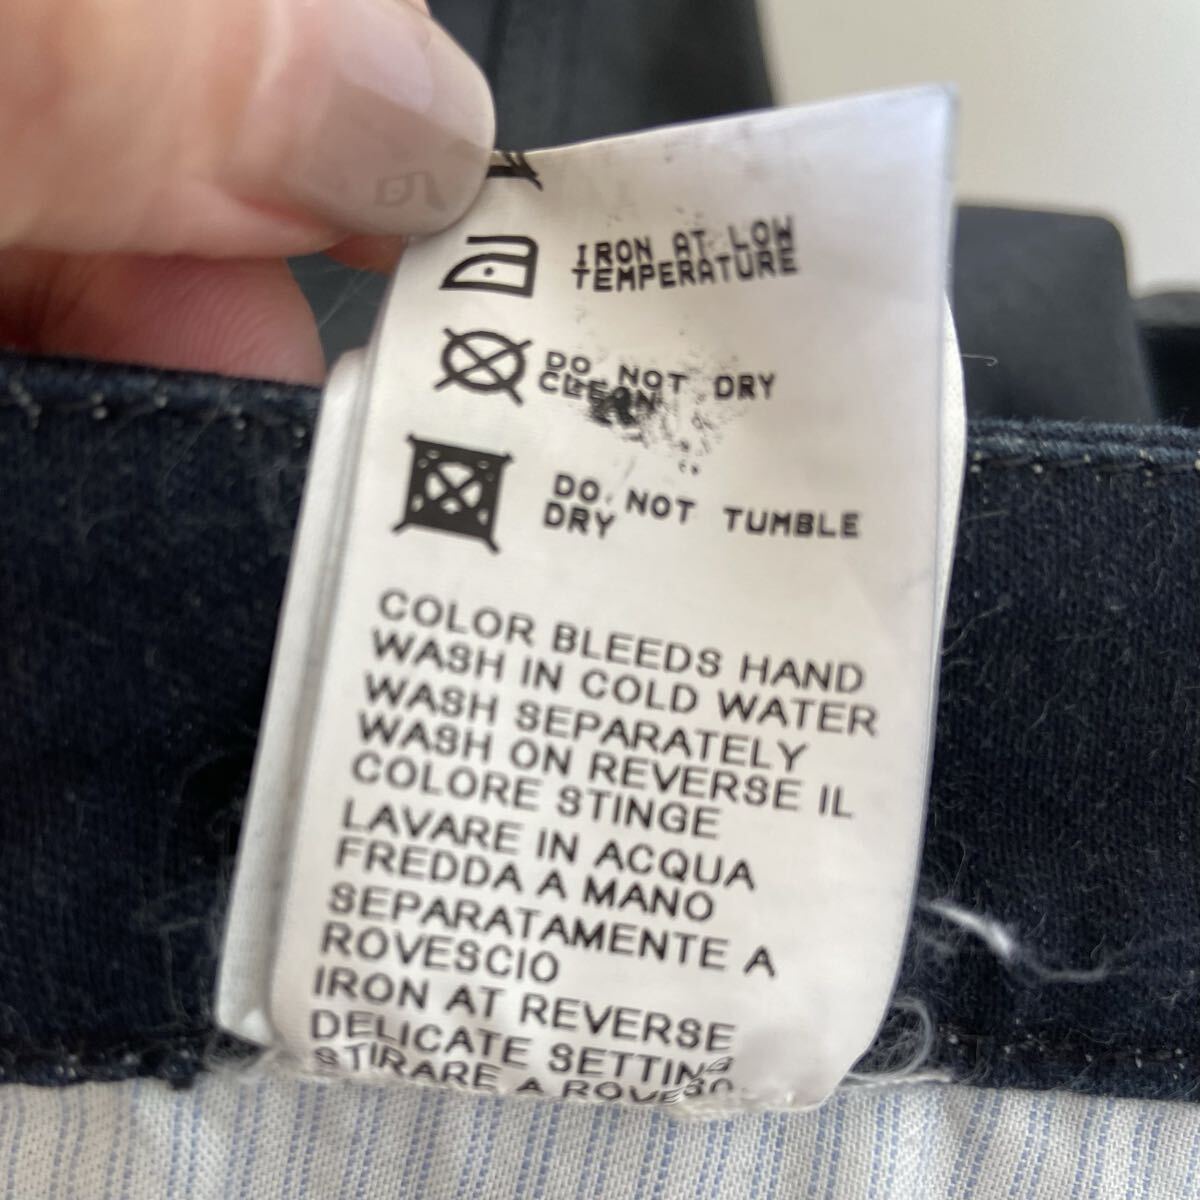 IRON AT LOW
TEMPERATURE
DO NOT DRY
CLEAN
DO NOT TUMBLE
DRY
COLOR BLEEDS HAND
WASH IN COLD WATER
WASH SEPARATELY
WASH ON REVERSE IL
COLORE STINGE
LAVARE IN ACQUA
FREDDA A MANO
SEPARATAMENTE A
ROVESCIO
IRON AT REVERSE
DELICATE SETTING
STIRARE A